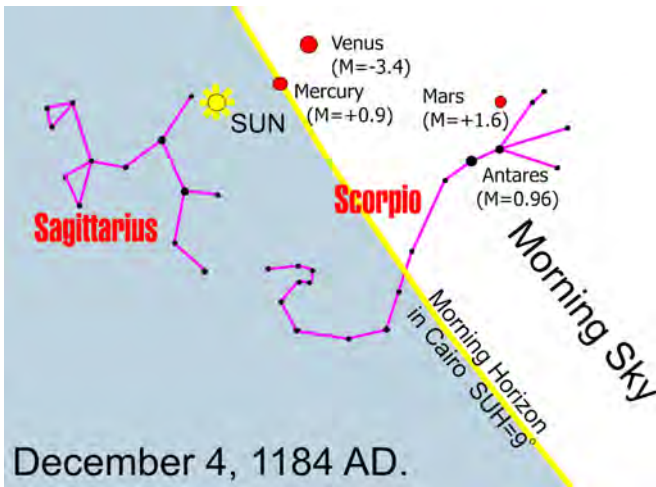 Venus
(M=-3.4)
Mercury
(M=+0.9)
Mars
(M=+1.6)
SUN
Antares
(M=0.96)
Scorpio
Sagittarius
Morning Sky
Morning Horizon
in Cairo SUH=9°
December 4, 1184 AD.